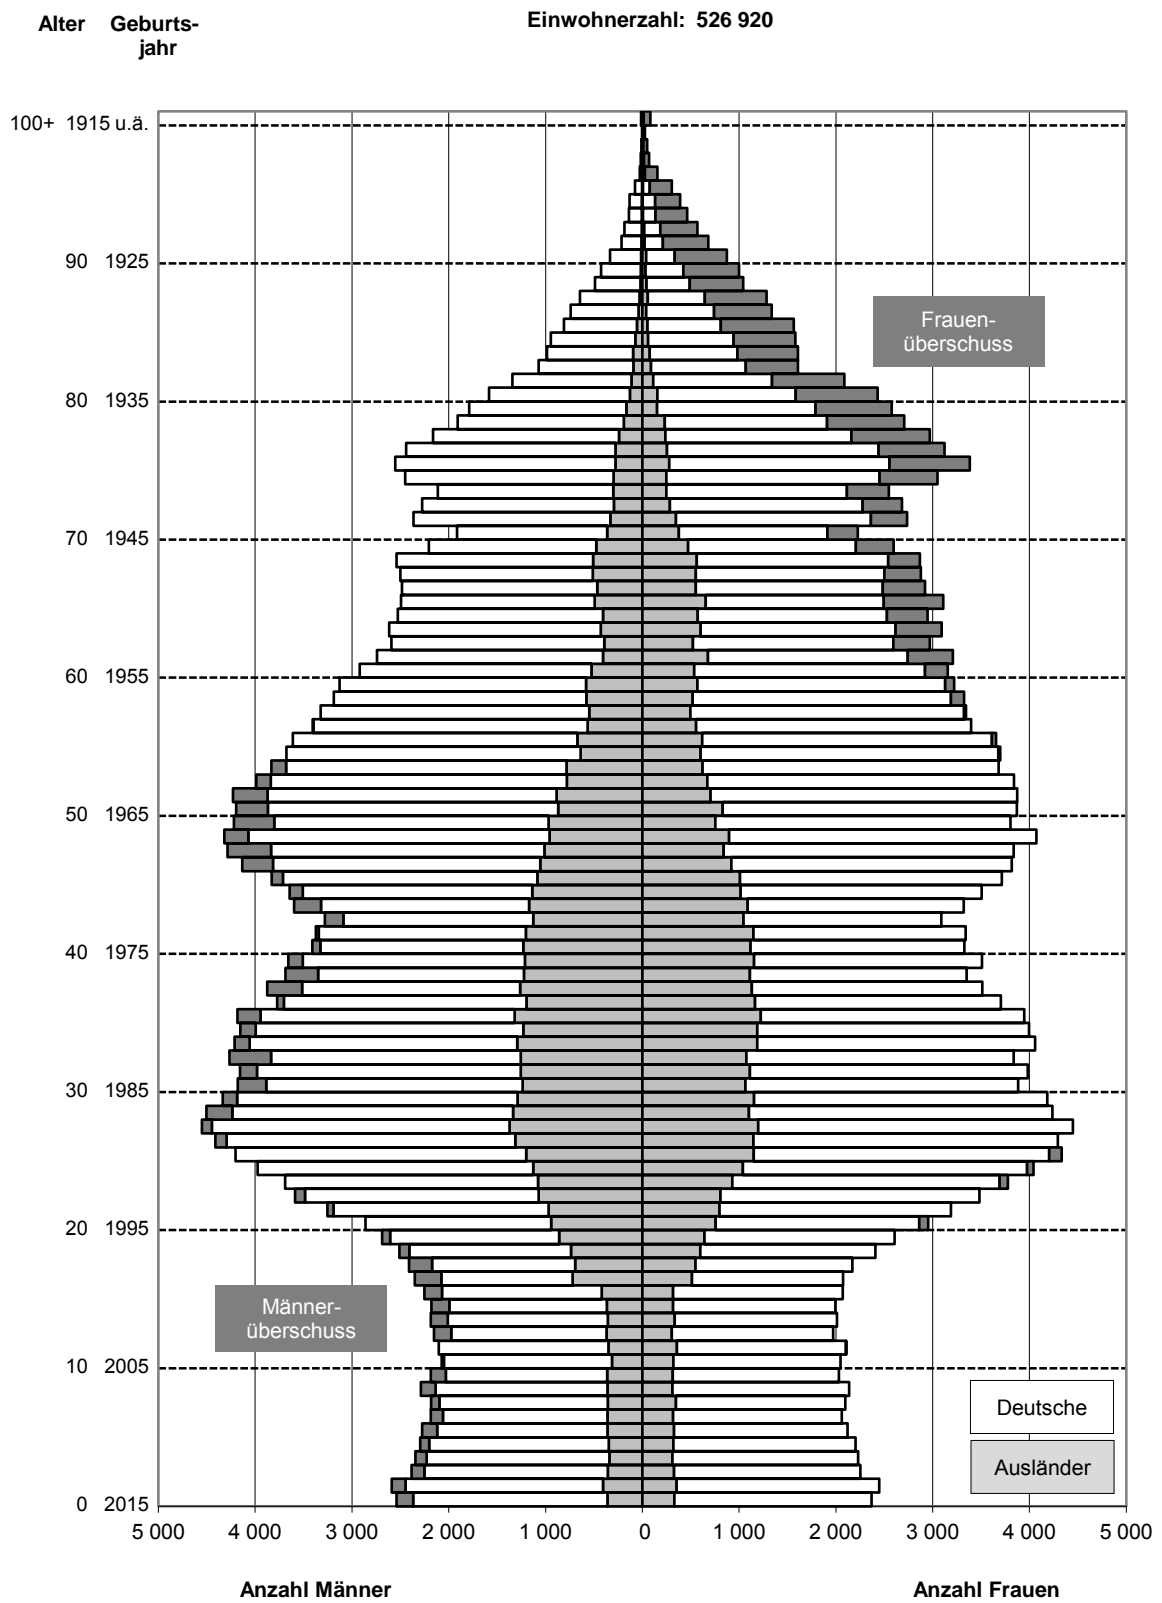 Alter Geburts-
jahr
Einwohnerzahl: 526 920
100+ 1915 u.ä.
90 1925
Frauen-
überschuss
80 1935
70 1945
60 1955
50 1965
40 1975
30 1985
20 1995
Männer-
überschuss
10 2005
Deutsche
Ausländer
0 2015
5 000 4 000 3 000 2 000 1 000 0 1 000 2 000 3 000 4 000 5 000
Anzahl Männer Anzahl Frauen